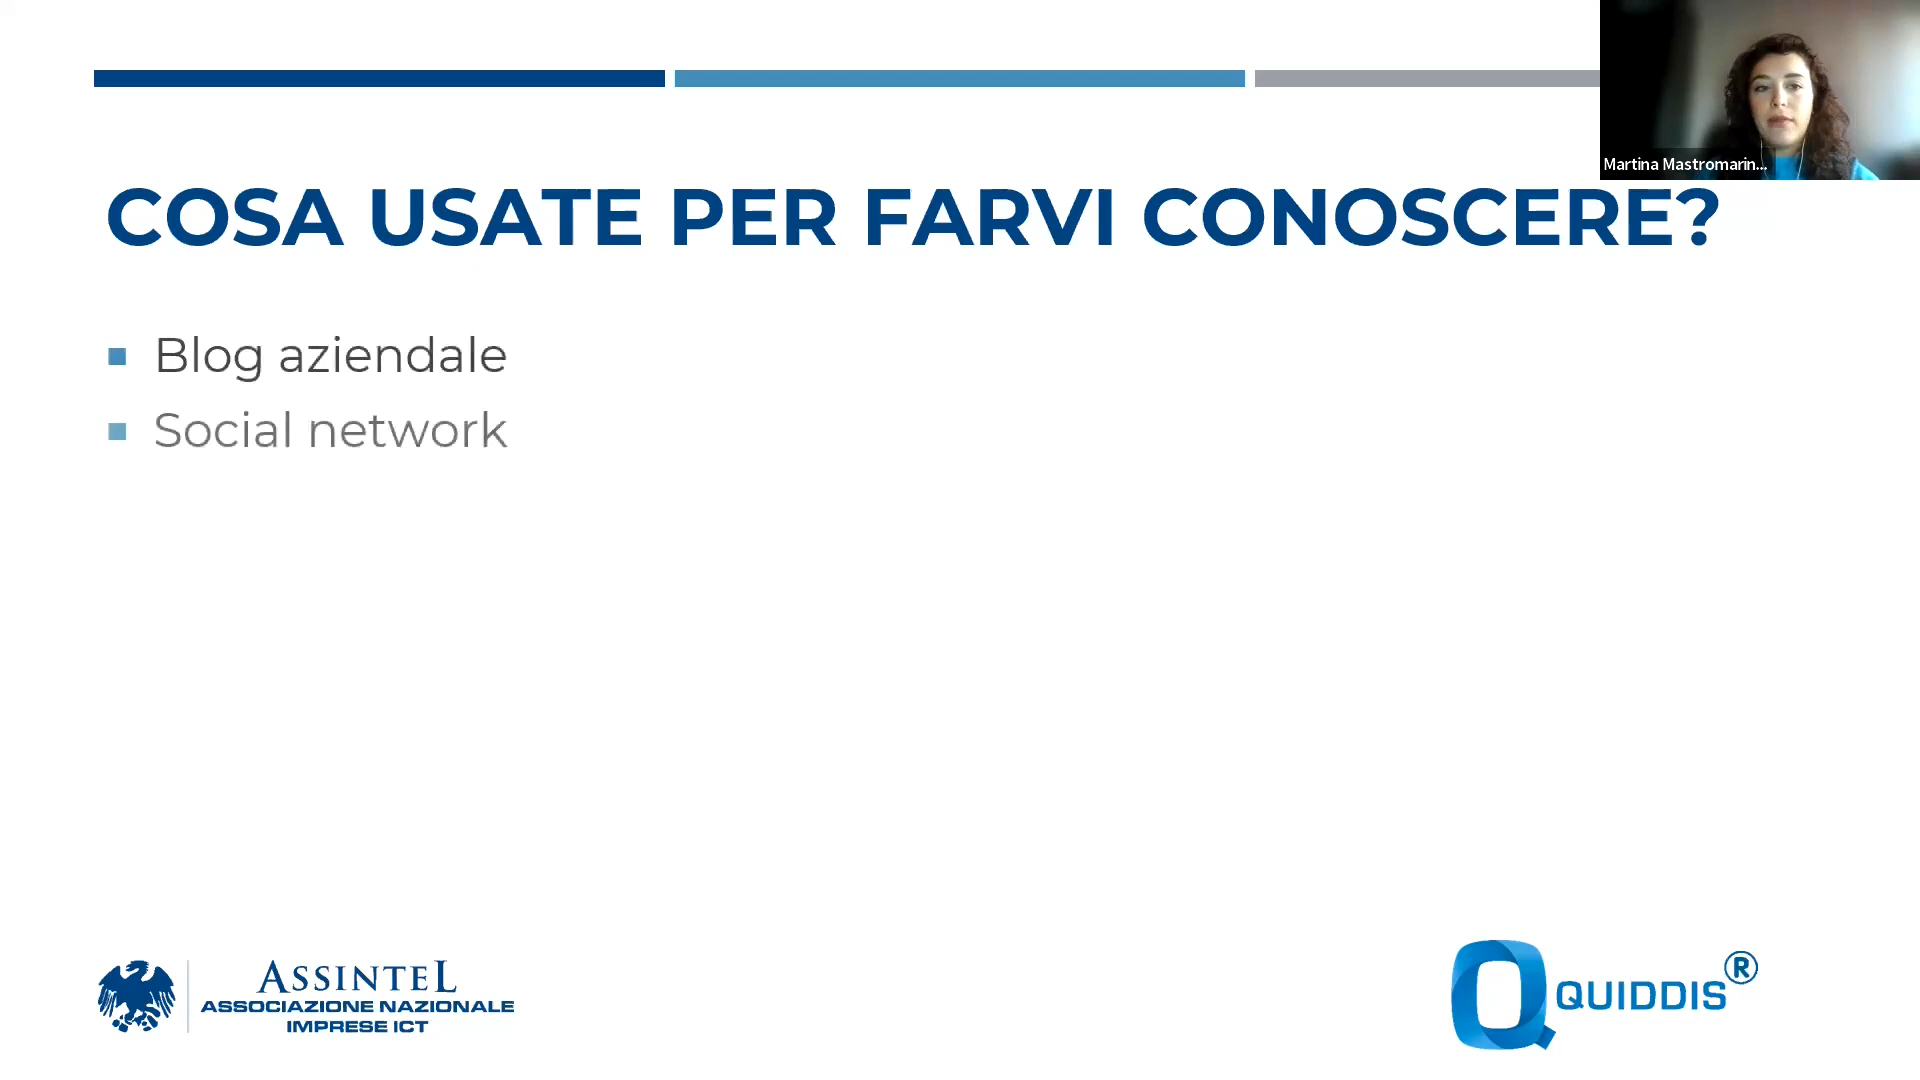 Martina Mastromarin...
COSA USATE PER FARVI CONOSCERE?
Blog aziendale
Social network
ASSINTEL
ASSOCIAZIONE NAZIONALE
IMPRESE ICT
QUIDDIS®